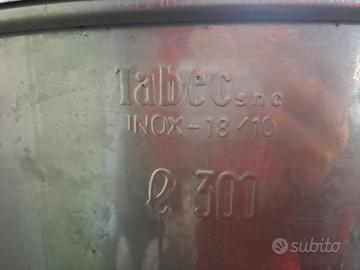 Tabec snc
INOX-18/10
l 300
subito